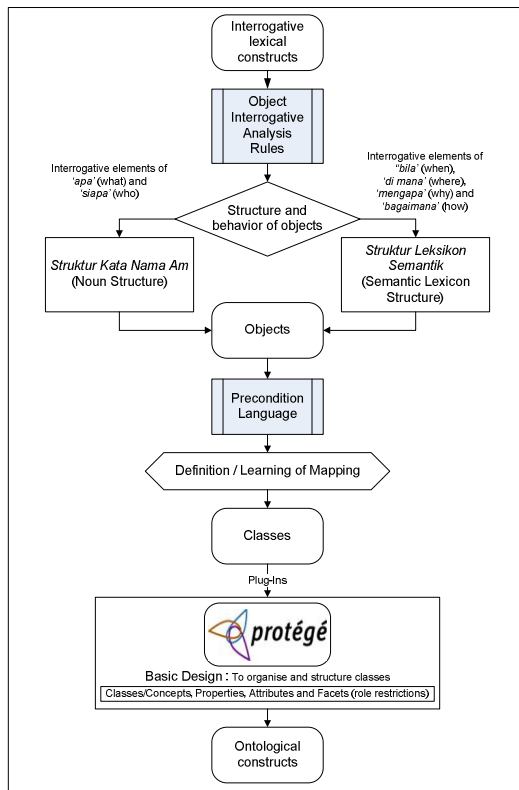 Interrogative
lexical
constructs
Object
Interrogative
Analysis
Rules
Interrogative elements of
'apa' (what) and
'siapa' (who)
Interrogative elements of
"bila' (when),
'di mana' (where),
'mengapa' (why) and
'bagaimana' (how)
Structure and
behavior of objects
Struktur Kata Nama Am
(Noun Structure)
Struktur Leksikon
Semantik
(Semantic Lexicon
Structure)
Objects
Precondition
Language
Definition / Learning of Mapping
Classes
Plug-Ins
protégé
Basic Design : To organise and structure classes
Classes/Concepts, Properties, Attributes and Facets (role restrictions)
Ontological
constructs